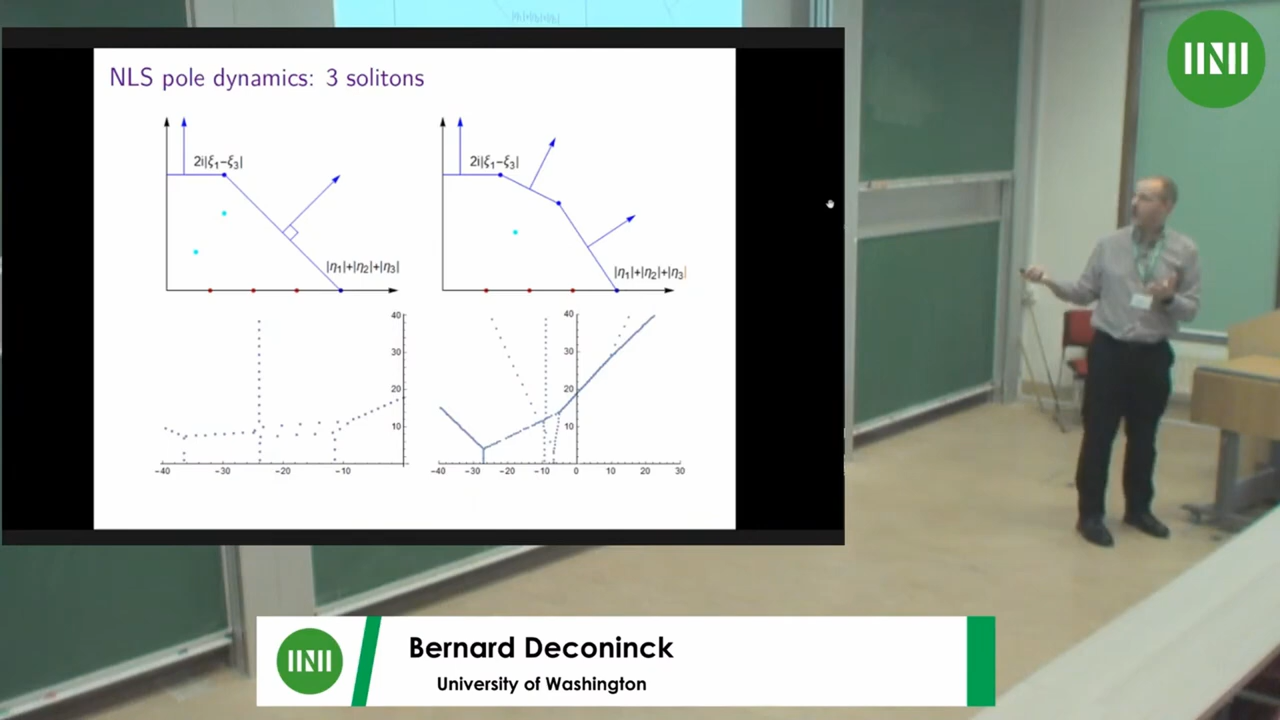 NLS pole dynamics: 3 solitons
2i|ξ₁−ξ₃|
|η₁|+|η₂|+|η₃|
2i|ξ₁−ξ₃|
|η₁|+|η₂|+|η₃|
40
30
20
10
−40 −30 −20 −10
40
30
20
10
−40 −30 −20 −10 0 10 20 30
Bernard Deconinck
University of Washington